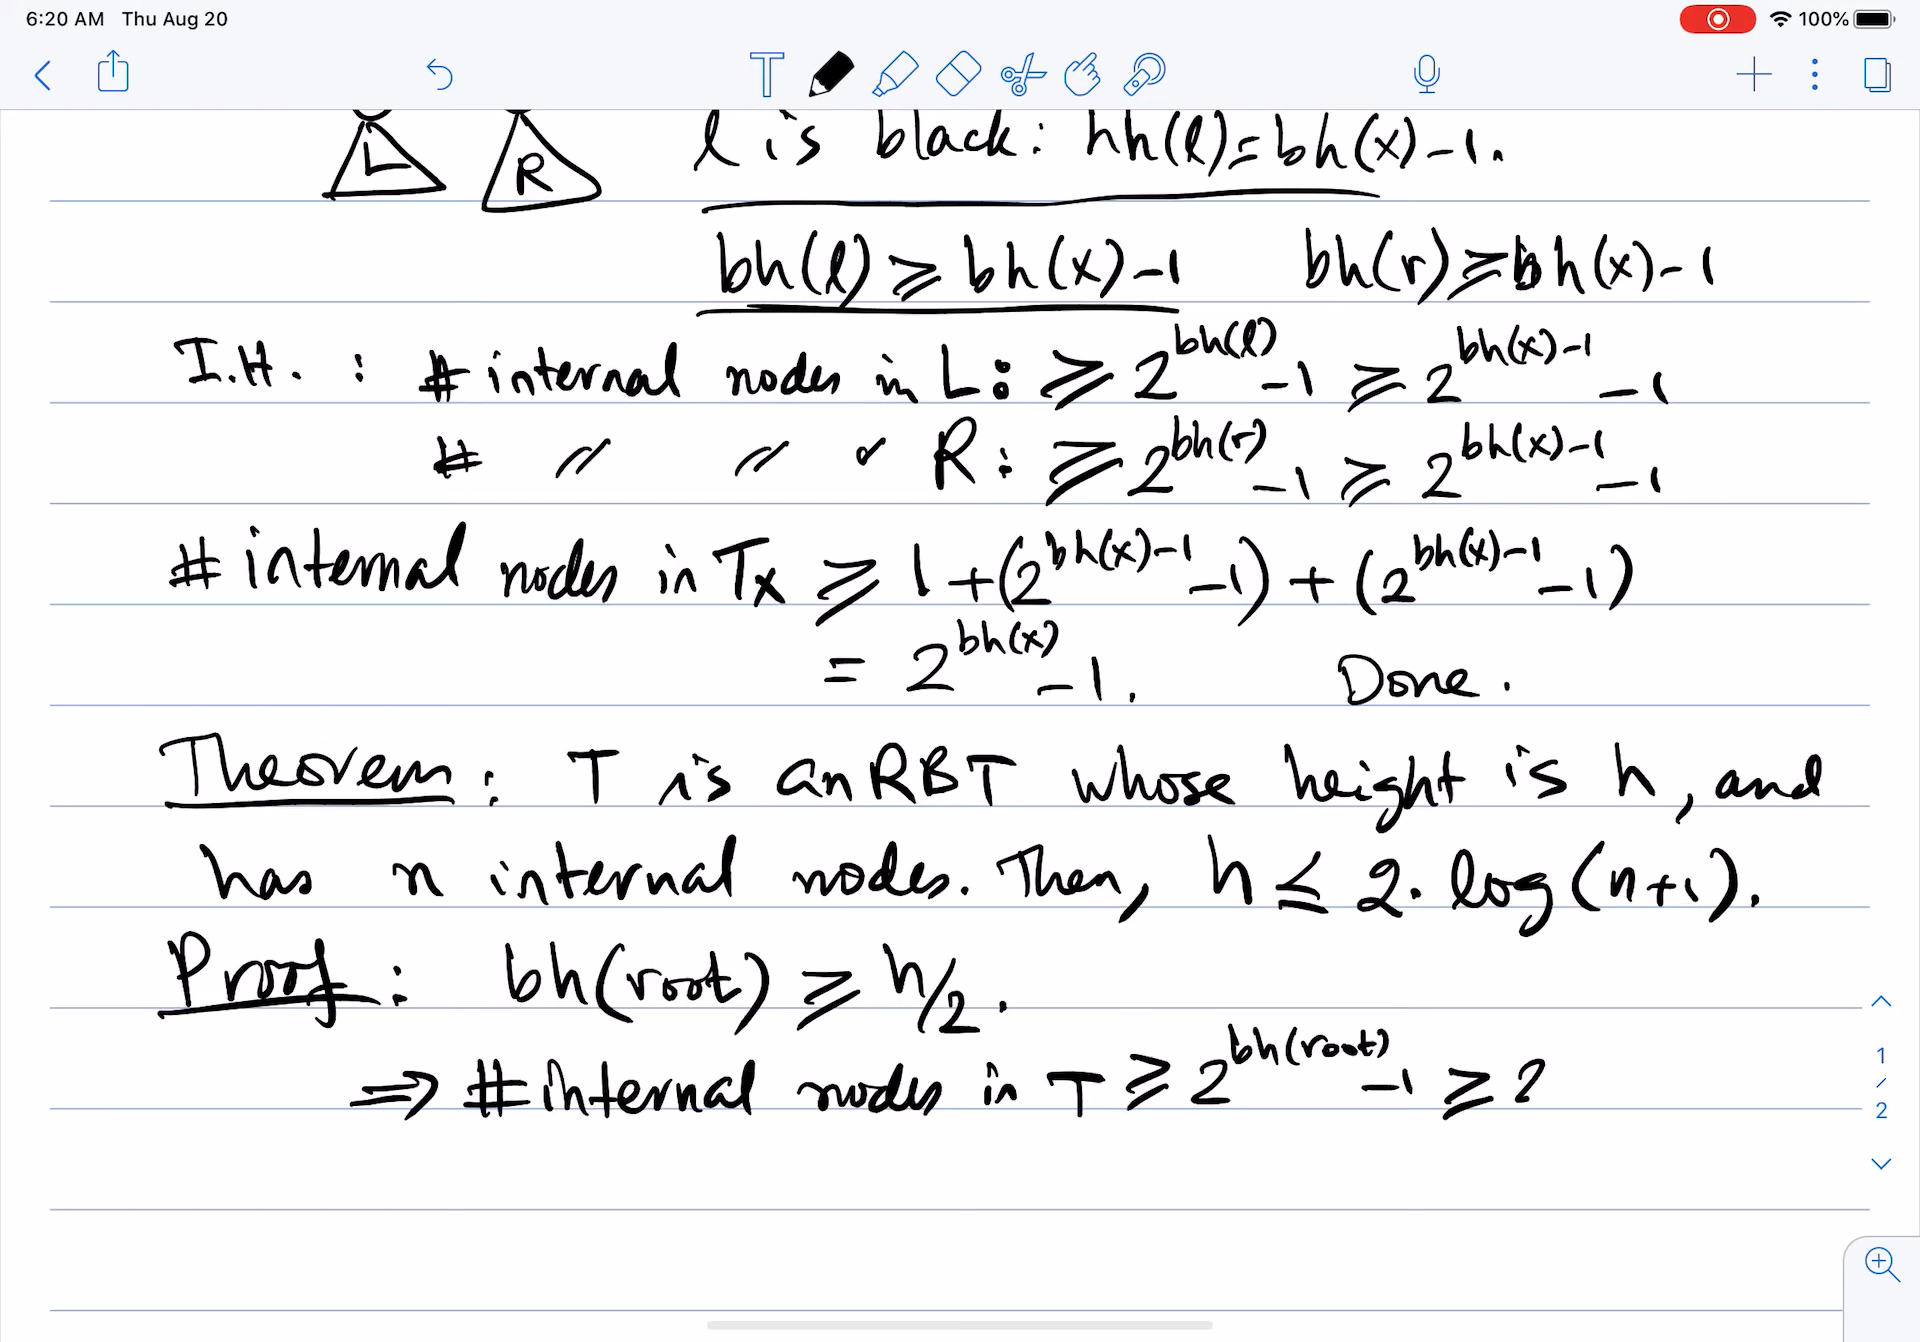 6:20 AM Thu Aug 20
100%
L R l is black: hh(l)=bh(x)-1.
bh(l) ≥ bh(x)-1 bh(r) ≥ bh(x)-1
I.H. : # internal nodes in L: ≥ 2^bh(l) -1 ≥ 2^bh(x)-1 -1
# " " " R: ≥ 2^bh(r) -1 ≥ 2^bh(x)-1 -1
# internal nodes in Tx ≥ 1+(2^bh(x)-1 -1) + (2^bh(x)-1 -1)
= 2^bh(x) -1. Done.
Theorem: T is an RBT whose height is h, and
has n internal nodes. Then, h ≤ 2. log(n+1).
Proof: bh(root) ≥ h/2.
⇒ # internal nodes in T ≥ 2^bh(root) -1 ≥ 2
1
/
2